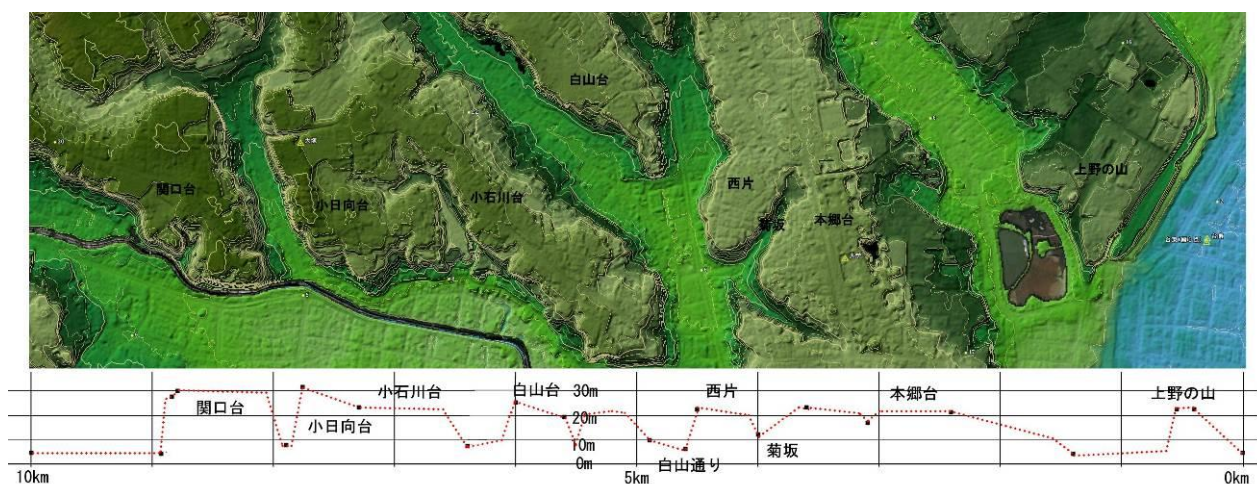 白山台
上野の山
関口台
小日向台
小石川台
西片
菊坂
本郷台
小石川台
白山台
30m
西片
本郷台
上野の山
関口台
20m
小日向台
0m
菊坂
白山通り
10km
5km
0km